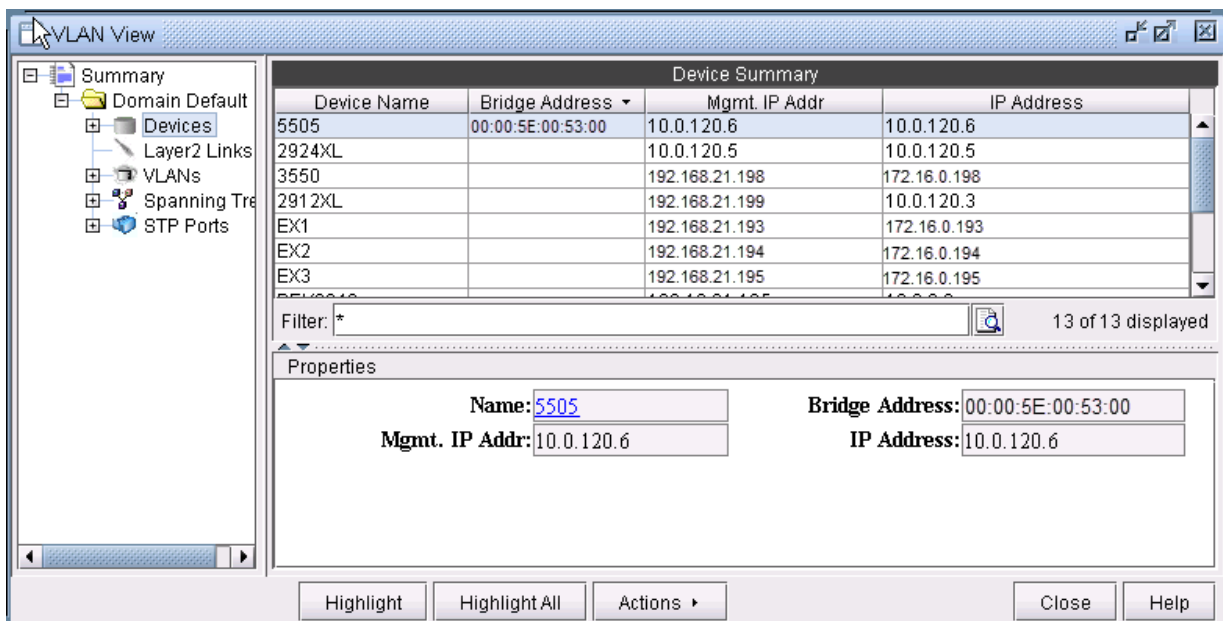 VLAN View
Summary
Domain Default
Devices
Layer2 Links
VLANs
Spanning Tre
STP Ports
Device Summary
Device Name Bridge Address Mgmt. IP Addr IP Address
5505 00:00:5E:00:53:00 10.0.120.6 10.0.120.6
2924XL 10.0.120.5 10.0.120.5
3550 192.168.21.198 172.16.0.198
2912XL 192.168.21.199 10.0.120.3
EX1 192.168.21.193 172.16.0.193
EX2 192.168.21.194 172.16.0.194
EX3 192.168.21.195 172.16.0.195
Filter: * 13 of 13 displayed
Properties
Name: 5505 Bridge Address: 00:00:5E:00:53:00
Mgmt. IP Addr: 10.0.120.6 IP Address: 10.0.120.6
Highlight Highlight All Actions Close Help